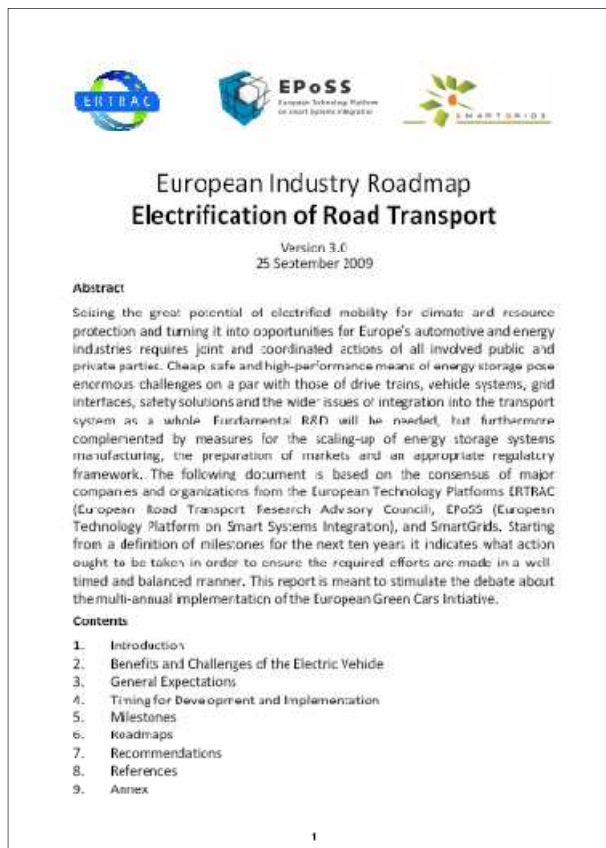 ERTRAC
EPoSS
European Technology Platform
on Smart Systems Integration
SMARTGRIDS
European Industry Roadmap
Electrification of Road Transport
Version 3.0
25 September 2009
Abstract
Seizing the great potential of electrified mobility for climate and resource
protection and turning it into opportunities for Europe's automotive and energy
industries requires joint and coordinated actions of all involved public and
private parties. Cheap, safe and high-performance means of energy storage pose
enormous challenges on a par with those of drive trains, vehicle systems, grid
interfaces, safety solutions and the wider issues of integration into the transport
system as a whole. Fundamental R&D will be needed, but furthermore
complemented by measures for the scaling-up of energy storage systems
manufacturing, the preparation of markets and an appropriate regulatory
framework. The following document is based on the consensus of major
companies and organizations from the European Technology Platforms ERTRAC
(European Road Transport Research Advisory Council), EPoSS (European
Technology Platform on Smart Systems Integration), and SmartGrids. Starting
from a definition of milestones for the next ten years it indicates what action
ought to be taken in order to ensure the required efforts are made in a well-
timed and balanced manner. This report is meant to stimulate the debate about
the multi-annual implementation of the European Green Cars Initiative.
Contents
1. Introduction
2. Benefits and Challenges of the Electric Vehicle
3. General Expectations
4. Timing for Development and Implementation
5. Milestones
6. Roadmaps
7. Recommendations
8. References
9. Annex
1